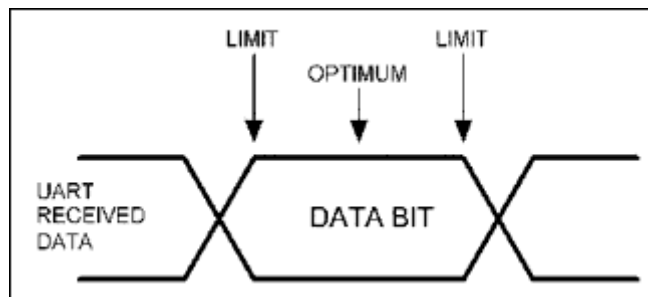 LIMIT LIMIT
OPTIMUM
UART
RECEIVED
DATA
DATA BIT